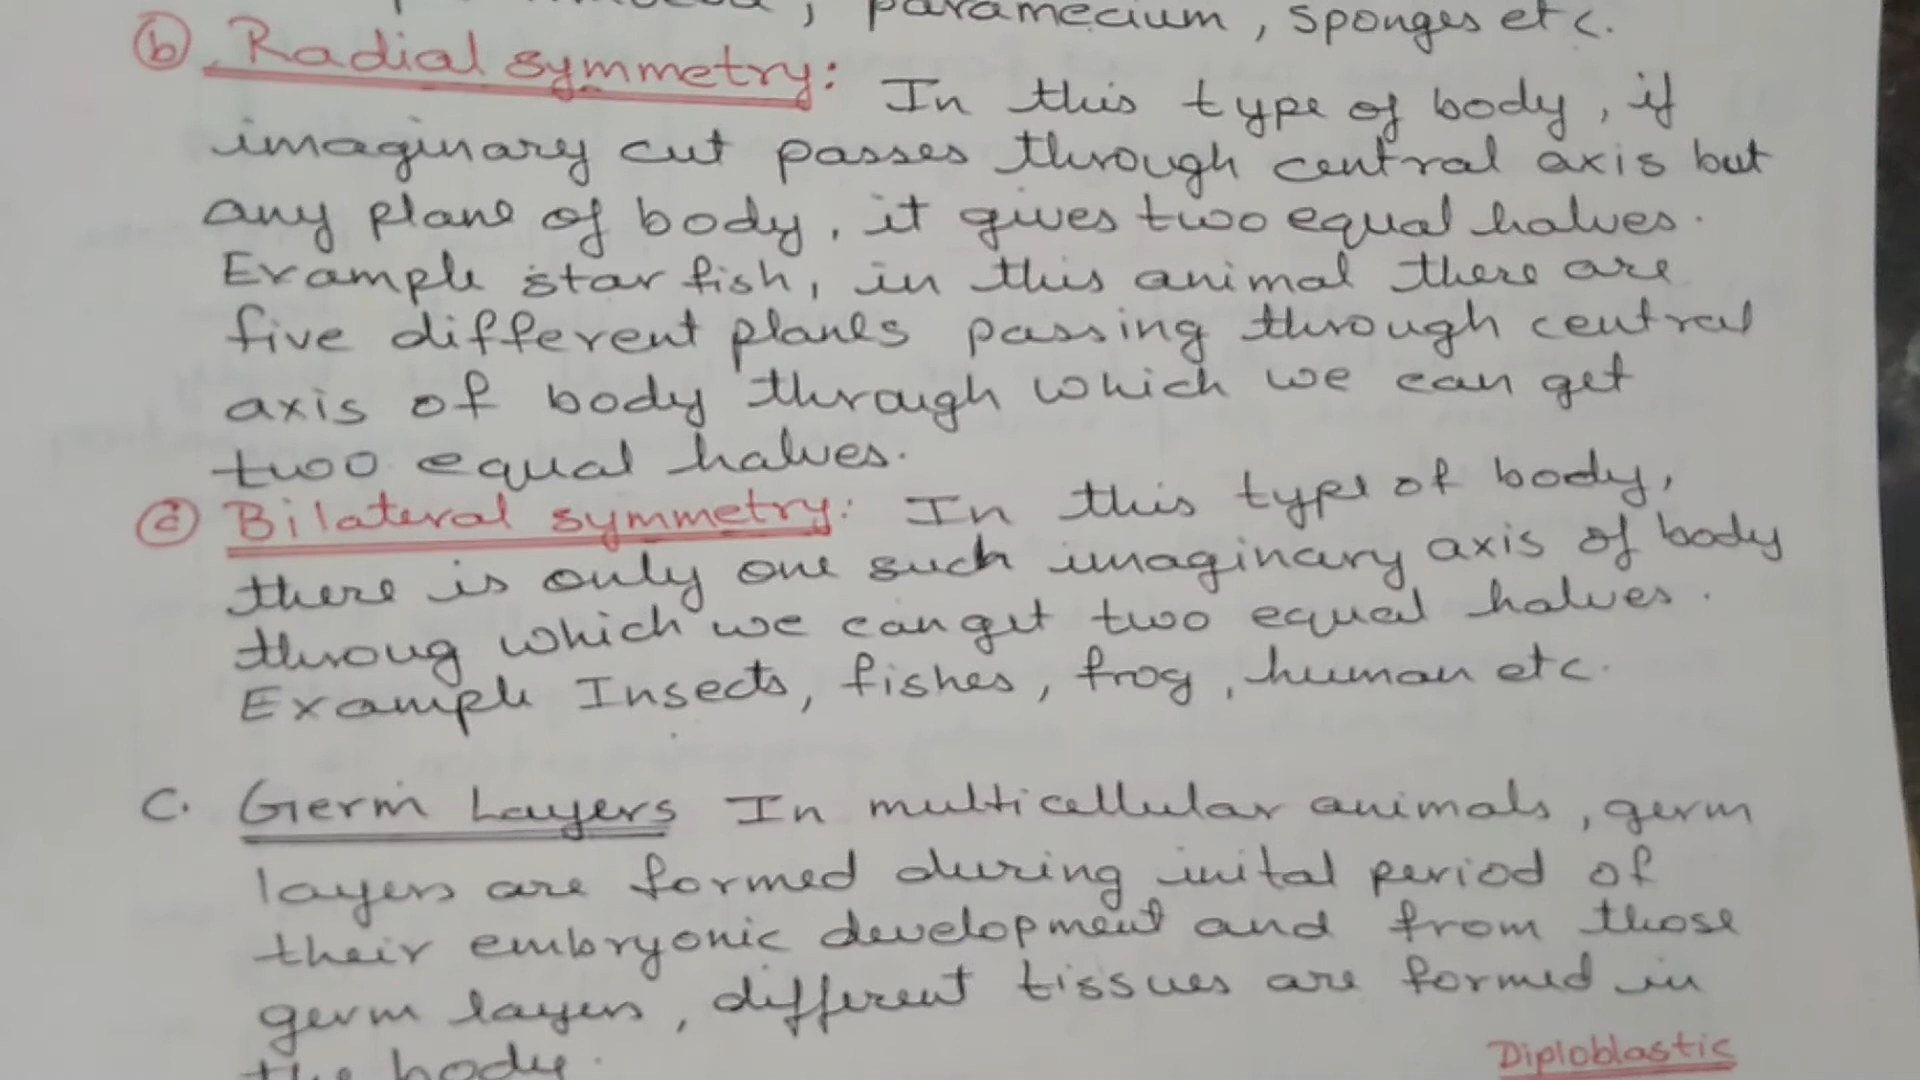 , paramecium, sponges etc.
(b) Radial symmetry: In this type of body, if
imaginary cut passes through central axis but
any plane of body, it gives two equal halves.
Example star fish, in this animal there are
five different planes passing through central
axis of body through which we can get
two equal halves.
(c) Bilateral symmetry: In this type of body,
there is only one such imaginary axis of body
throug which we can get two equal halves.
Example Insects, fishes, frog, human etc.
C. Germ Layers In multicellular animals, germ
layers are formed during inital period of
their embryonic development and from those
germ layers, different tissues are formed in
the body.
Diploblastic